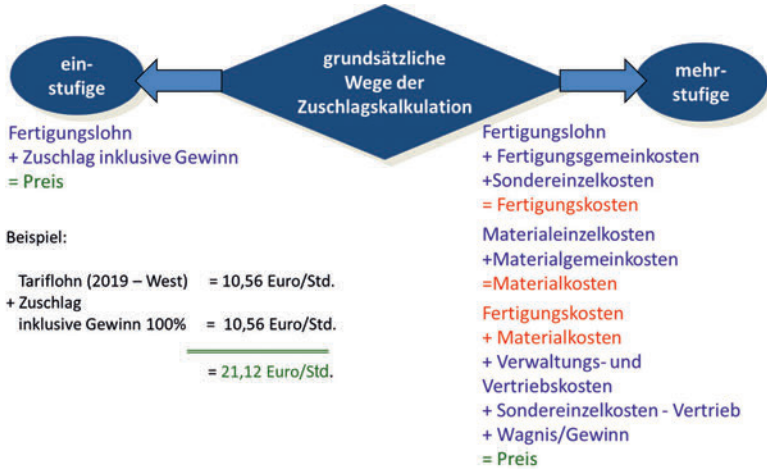 ein-
stufige
grundsätzliche
Wege der
Zuschlagskalkulation
mehr-
stufige
Fertigungslohn
+ Zuschlag inklusive Gewinn
= Preis
Beispiel:
Tariflohn (2019 – West) = 10,56 Euro/Std.
+ Zuschlag
inklusive Gewinn 100% = 10,56 Euro/Std.
= 21,12 Euro/Std.
Fertigungslohn
+ Fertigungsgemeinkosten
+Sondereinzelkosten
= Fertigungskosten
Materialeinzelkosten
+Materialgemeinkosten
=Materialkosten
Fertigungskosten
+ Materialkosten
+ Verwaltungs- und
Vertriebskosten
+ Sondereinzelkosten - Vertrieb
+ Wagnis/Gewinn
= Preis